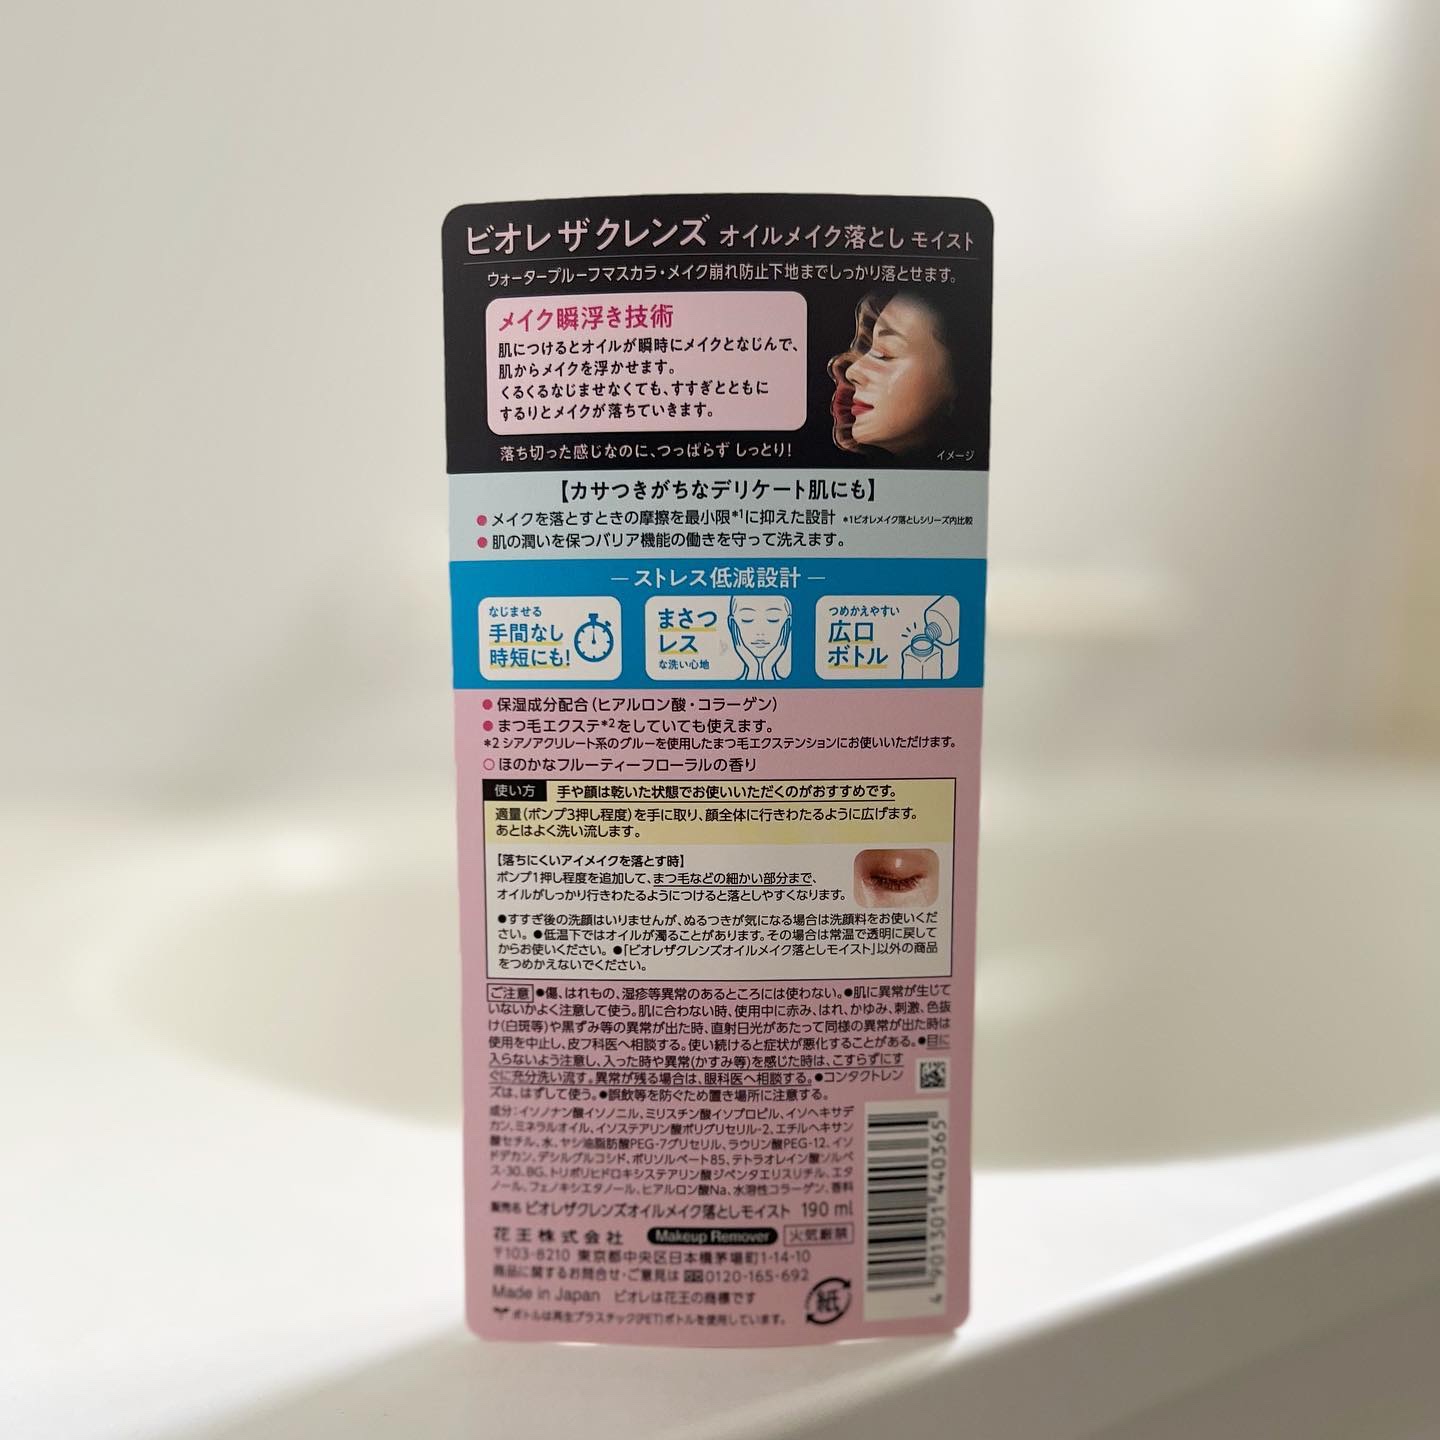 ビオレ ザ クレンズ オイルメイク落とし モイスト
ウォータープルーフマスカラ・メイク崩れ防止下地までしっかり落とせます。
メイク瞬浮き技術
肌につけるとオイルが瞬時にメイクとなじんで、
肌からメイクを浮かせます。
くるくるなじませなくても、すすぎとともに
するりとメイクが落ちていきます。
イメージ
落ち切った感じなのに、つっぱらず しっとり!
【カサつきがちなデリケート肌にも】
●メイクを落とすときの摩擦を最小限*1に抑えた設計 *1ビオレメイク落としシリーズ内比較
●肌の潤いを保つバリア機能の働きを守って洗えます。
— ストレス低減設計 —
なじませる
手間なし
時短にも!
まさつ
レス
な洗い心地
つめかえやすい
広口
ボトル
●保湿成分配合(ヒアルロン酸・コラーゲン)
●まつ毛エクステ*2をしていても使えます。
*2 シアノアクリレート系のグルーを使用したまつ毛エクステンションにお使いいただけます。
○ほのかなフルーティーフローラルの香り
使い方 手や顔は乾いた状態でお使いいただくのがおすすめです。
適量(ポンプ3押し程度)を手に取り、顔全体に行きわたるように広げます。
あとはよく洗い流します。
【落ちにくいアイメイクを落とす時】
ポンプ1押し程度を追加して、まつ毛などの細かい部分まで、
オイルがしっかり行きわたるようにつけると落としやすくなります。
●すすぎ後の洗顔はいりませんが、ぬるつきが気になる場合は洗顔料をお使いくだ
さい。●低温下ではオイルが濁ることがあります。その場合は常温で透明に戻して
からお使いください。●「ビオレザクレンズオイルメイク落としモイスト」以外の商品
をつめかえないでください。
ご注意 ●傷、はれもの、湿疹等異常のあるところには使わない。●肌に異常が生じて
いないかよく注意して使う。肌に合わない時、使用中に赤み、はれ、かゆみ、刺激、色抜
け(白斑等)や黒ずみ等の異常が出た時、直射日光があたって同様の異常が出た時は
使用を中止し、皮フ科医へ相談する。使い続けると症状が悪化することがある。●目に
入らないよう注意し、入った時や異常(かすみ等)を感じた時は、こすらずにす
ぐに充分洗い流す。異常が残る場合は、眼科医へ相談する。●コンタクトレン
ズは、はずして使う。●誤飲等を防ぐため置き場所に注意する。
成分:イソノナン酸イソノニル、ミリスチン酸イソプロピル、イソヘキサデ
カン、ミネラルオイル、イソステアリン酸ポリグリセリル-2、エチルヘキサン
酸セチル、水、ヤシ油脂肪酸PEG-7グリセリル、ラウリン酸PEG-12、イソ
ドデカン、デシルグルコシド、ポリソルベート85、テトラオレイン酸ソルベ
ス-30、BG、トリポリヒドロキシステアリン酸ジペンタエリスリチル、エタ
ノール、フェノキシエタノール、ヒアルロン酸Na、水溶性コラーゲン、香料
販売名 ビオレザクレンズオイルメイク落としモイスト 190 ml
花王株式会社 Makeup Remover 火気厳禁
〒103-8210 東京都中央区日本橋茅場町1-14-10
商品に関するお問合せ・ご意見は 0120-165-692
Made in Japan ビオレは花王の商標です
ボトルは再生プラスチック(PET)ボトルを使用しています。
紙
4 901301 440365